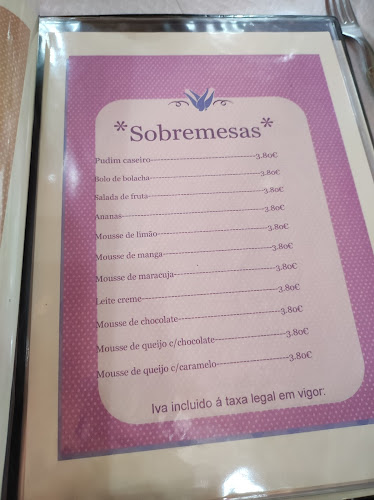 *Sobremesas*
Pudim caseiro-----------------------------3.80€
Bolo de bolacha---------------------------3.80€
Salada de fruta---------------------------3.80€
Ananas------------------------------------3.80€
Mousse de limão---------------------------3.80€
Mousse de manga---------------------------3.80€
Mousse de maracuja------------------------3.80€
Leite creme-------------------------------3.80€
Mousse de chocolate-----------------------3.80€
Mousse de queijo c/chocolate--------------3.80€
Mousse de queijo c/caramelo---------------3.80€
Iva incluido á taxa legal em vigor: